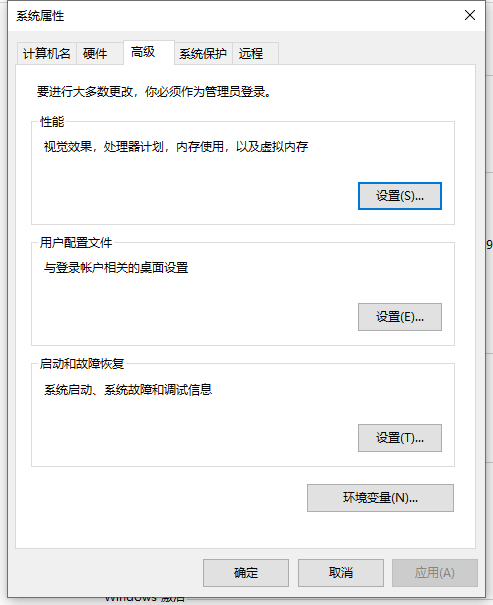 系统属性
计算机名 硬件 高级 系统保护 远程
要进行大多数更改，你必须作为管理员登录。
性能
视觉效果，处理器计划，内存使用，以及虚拟内存
设置(S)...
9
用户配置文件
与登录帐户相关的桌面设置
设置(E)...
启动和故障恢复
系统启动、系统故障和调试信息
设置(T)...
环境变量(N)...
确定 取消 应用(A)
Windows 激活